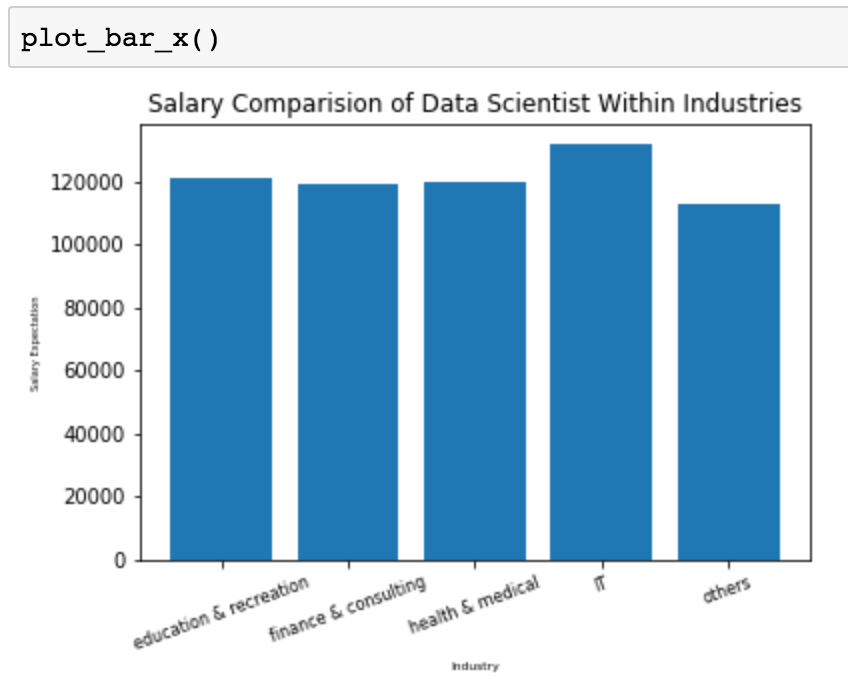 plot_bar_x()
Salary Comparision of Data Scientist Within Industries
Salary Expectation
120000
100000
80000
60000
40000
20000
0
education & recreation
finance & consulting
health & medical
IT
others
Industry